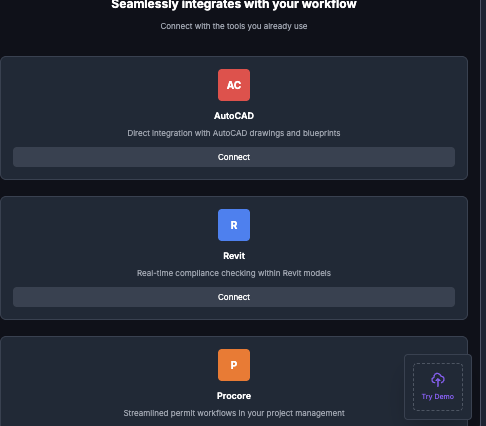 Seamlessly integrates with your workflow
Connect with the tools you already use
AC
AutoCAD
Direct integration with AutoCAD drawings and blueprints
Connect
R
Revit
Real-time compliance checking within Revit models
Connect
P
Procore
Streamlined permit workflows in your project management
Try Demo